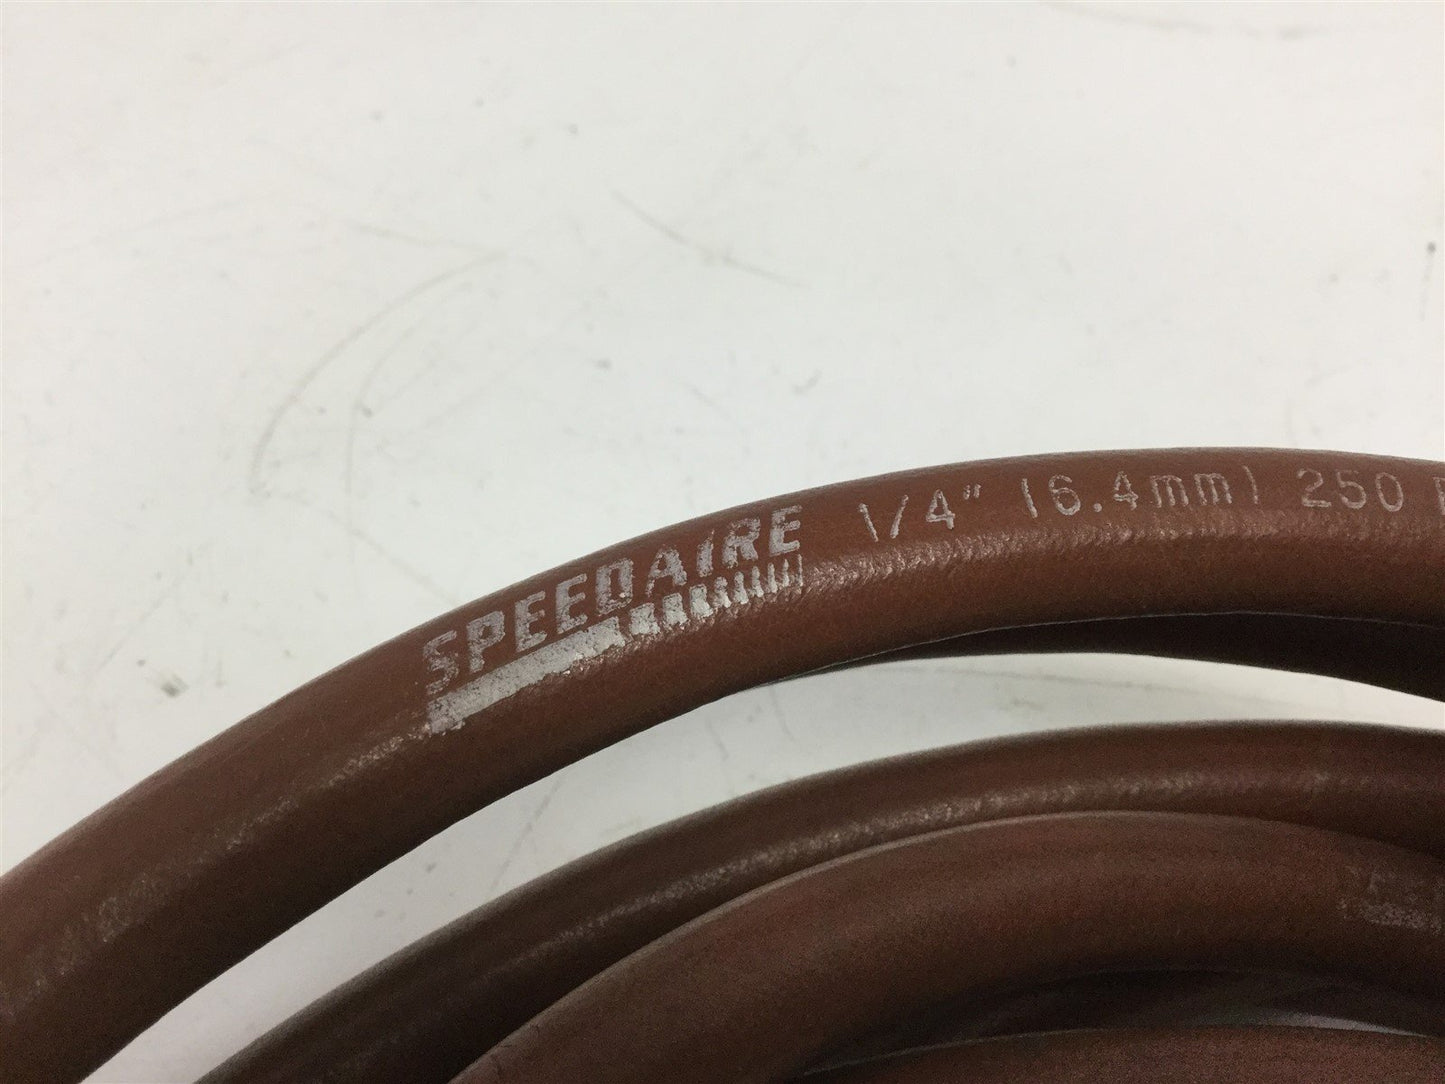 SPEEDAIRE 1/4" (6.4mm) 250